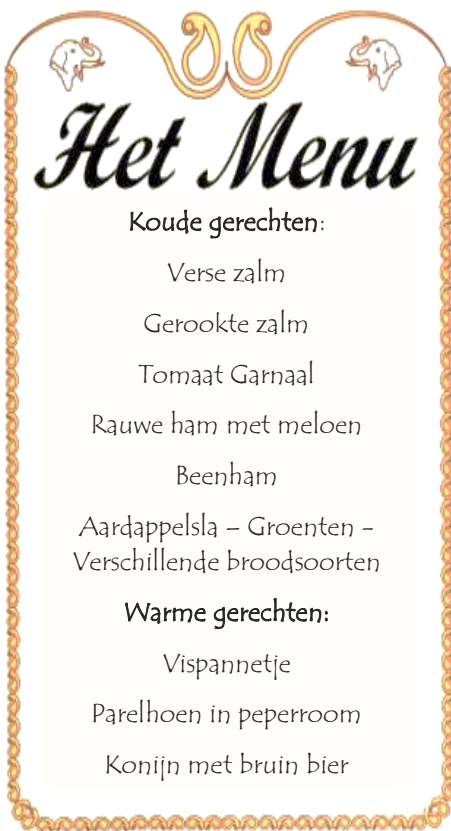 Het Menu
Koude gerechten:
Verse zalm
Gerookte zalm
Tomaat Garnaal
Rauwe ham met meloen
Beenham
Aardappelsla – Groenten -
Verschillende broodsoorten
Warme gerechten:
Vispannetje
Parelhoen in peperroom
Konijn met bruin bier